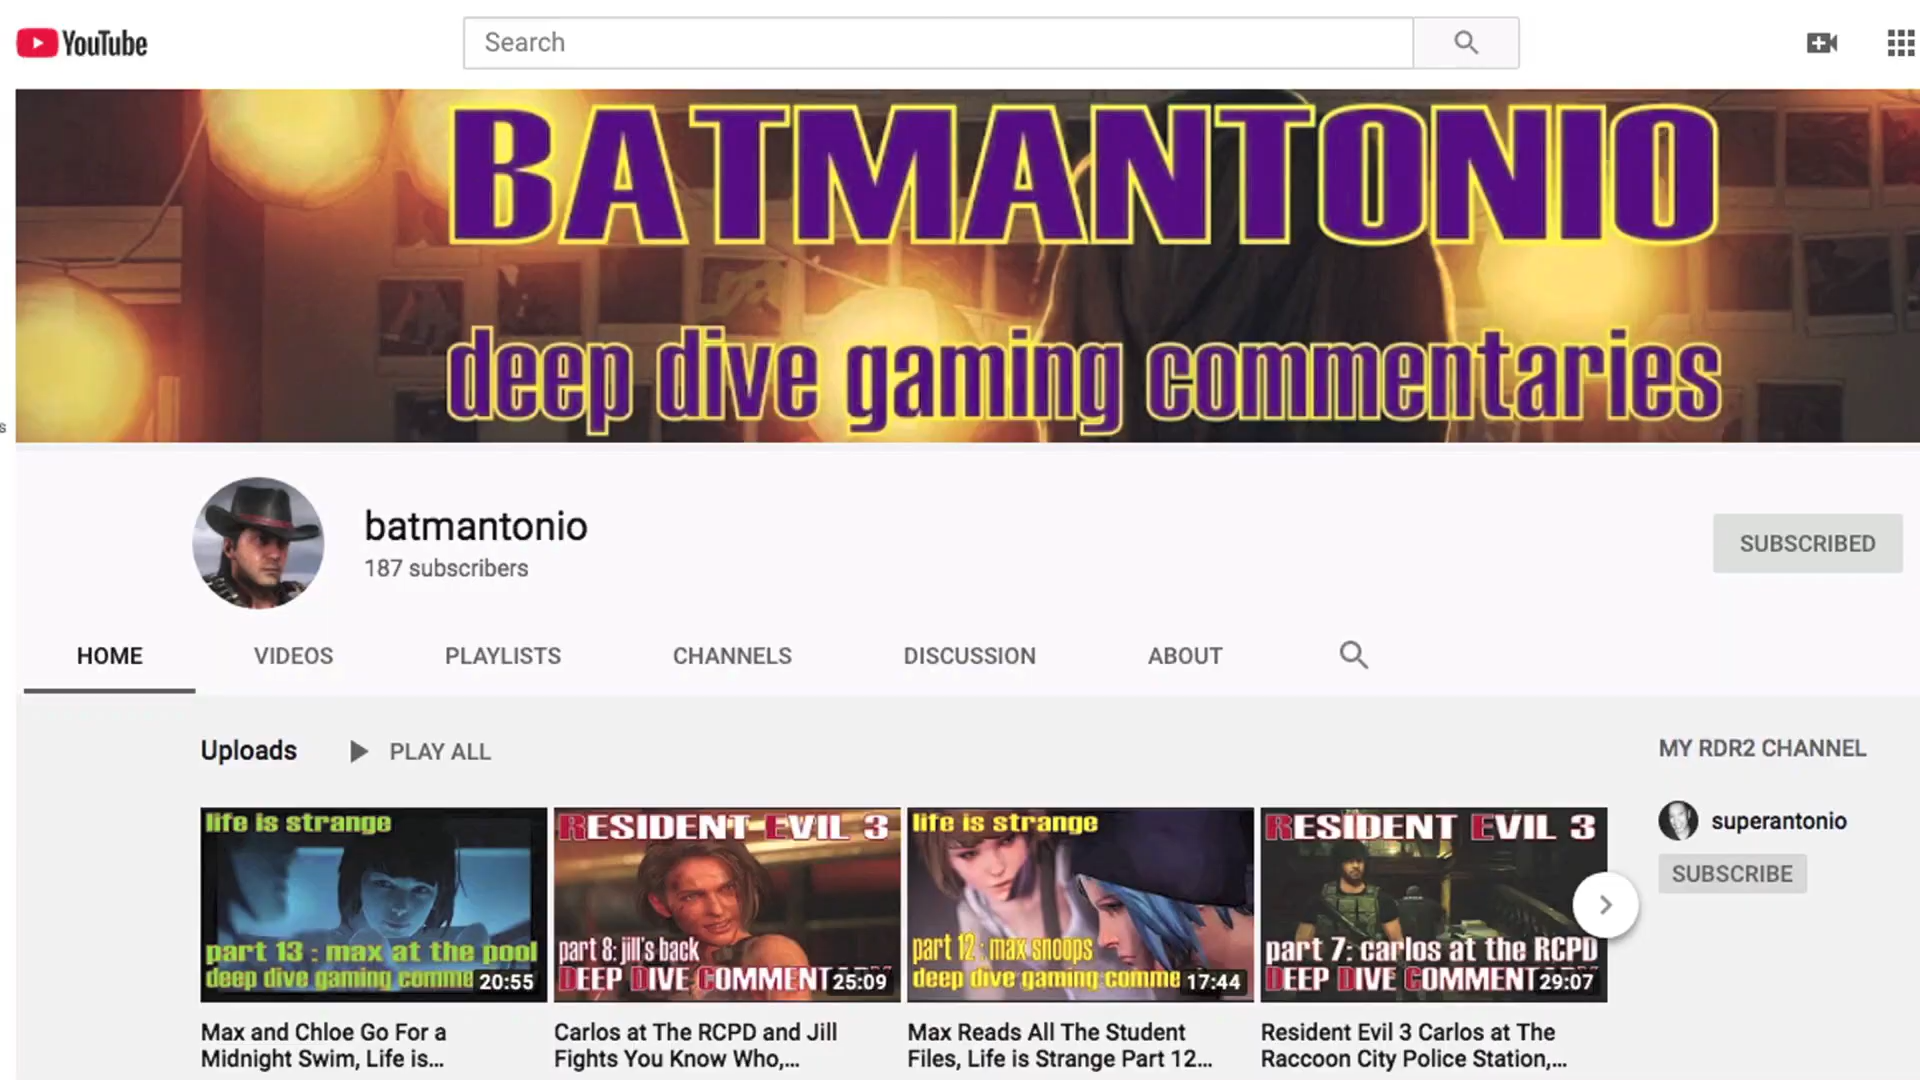 YouTube
Search
BATMANTONIO
deep dive gaming commentaries
s
batmantonio
187 subscribers
SUBSCRIBED
HOME
VIDEOS
PLAYLISTS
CHANNELS
DISCUSSION
ABOUT
Uploads
PLAY ALL
MY RDR2 CHANNEL
superantonio
SUBSCRIBE
life is strange
part 13 : max at the pool
deep dive gaming comme
20:55
Max and Chloe Go For a
Midnight Swim, Life is...
RESIDENT EVIL 3
part 8: jill's back
DEEP DIVE COMMENT
25:09
Carlos at The RCPD and Jill
Fights You Know Who,...
life is strange
part 12 : max snoops
deep dive gaming comme
17:44
Max Reads All The Student
Files, Life is Strange Part 12...
RESIDENT EVIL 3
part 7: carlos at the RCPD
DEEP DIVE COMMENT
29:07
Resident Evil 3 Carlos at The
Raccoon City Police Station,...